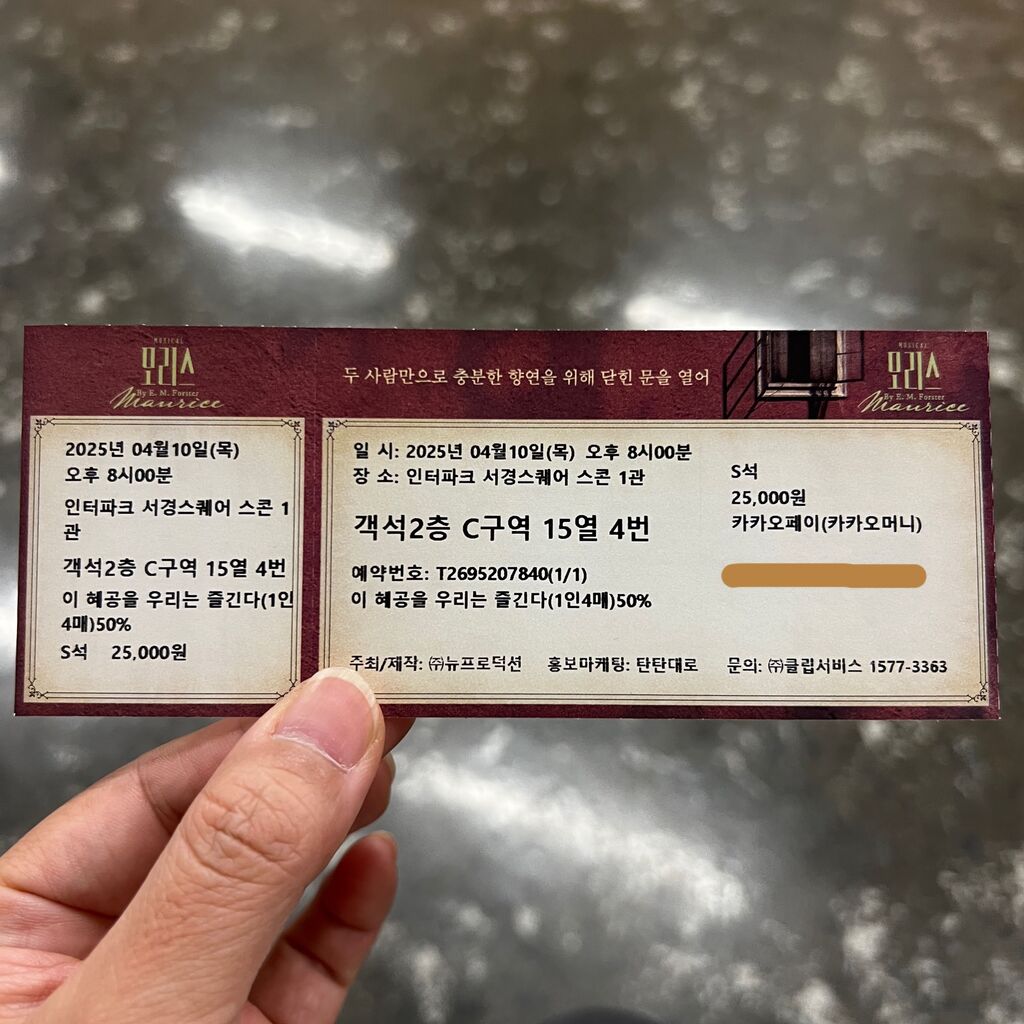 MUSICAL
모리스
By E. M. Forster
Maurice
2025년 04월10일(목)
오후 8시00분
인터파크 서경스퀘어 스콘 1
관
객석2층 C구역 15열 4번
이 혜공을 우리는 즐긴다(1인
4매)50%
S석 25,000원
두 사람만으로 충분한 향연을 위해 닫힌 문을 열어
MUSICAL
모리스
By E. M. Forster
Maurice
일 시: 2025년 04월10일(목) 오후 8시00분
장 소: 인터파크 서경스퀘어 스콘 1관
객석2층 C구역 15열 4번
예약번호: T2695207840(1/1)
이 혜공을 우리는 즐긴다(1인4매)50%
S석
25,000원
카카오페이(카카오머니)
주최/제작: ㈜뉴프로덕션 홍보마케팅: 탄탄대로 문의: ㈜클립서비스 1577-3363